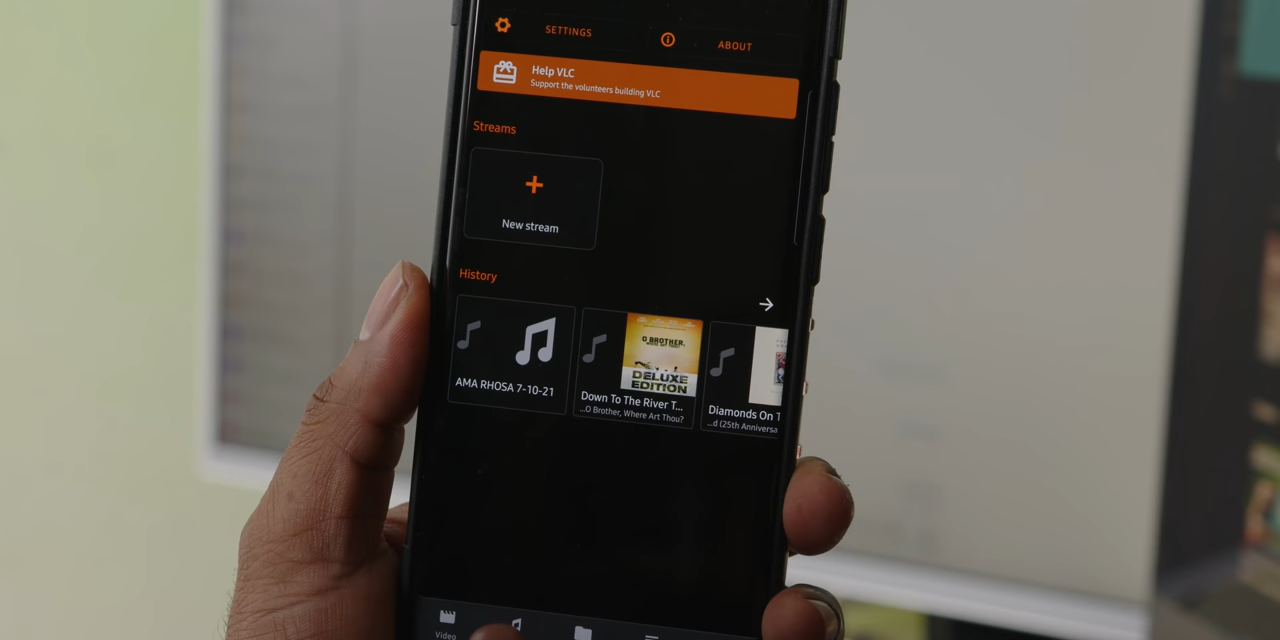 SETTINGS
ABOUT
Help VLC
Support the volunteers building VLC
Streams
New stream
History
AMA RHOSA 7-10-21
O BROTHER,
DELUXE
EDITION
Down To The River T...
...O Brother, Where Art Thou?
Diamonds On T
...d (25th Anniversa
Video